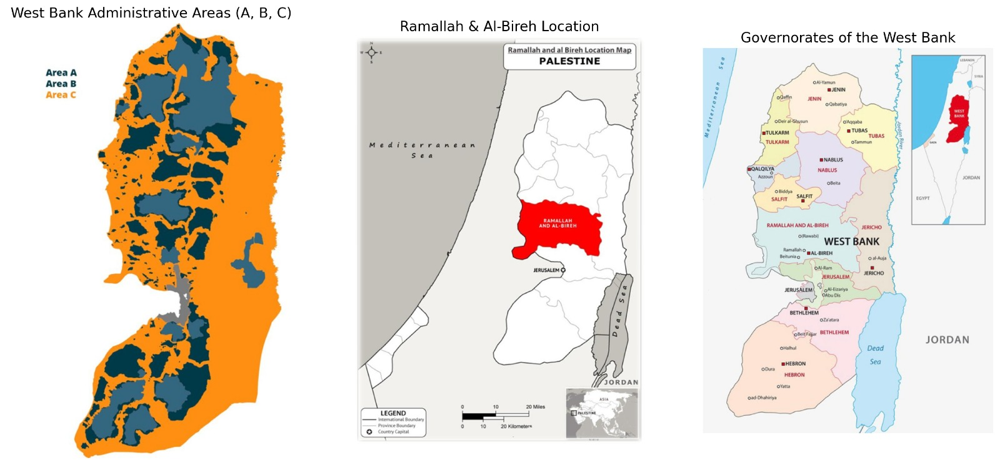 West Bank Administrative Areas (A, B, C)
Area A
Area B
Area C
Ramallah & Al-Bireh Location
Ramallah and al Bireh Location Map
PALESTINE
N
W
E
S
Mediterranean
Sea
RAMALLAH
AND AL-BIREH
JERUSALEM
Dead Sea
JORDAN
LEGEND
International Boundary
Province Boundary
Country Capital
0 10 20 Miles
0 10 20 Kilometers
ASIA
PALESTINE
Governorates of the West Bank
Mediterranean Sea
Al-Yamun
JENIN
JENIN
Qaffin
Qabatiya
Deir al-Ghusun
Aqqaba
TULKARM
TUBAS
TUBAS
TULKARM
Tammun
Jordan River
NABLUS
QALQILYA
NABLUS
Azzoun
Beita
Biddya
SALFIT
SALFIT
RAMALLAH AND AL-BIREH
JERICHO
(Rawabi)
WEST BANK
Ramallah
AL-BIREH
Beitunia
al-Auja
Al-Ram
JERICHO
JERUSALEM
JERUSALEM
Al-Eizariya
Abu Dis
BETHLEHEM
Za'atara
Beit Fajjar
BETHLEHEM
Halhul
Dead
Sea
JORDAN
HEBRON
Dura
HEBRON
Yatta
ad-Dhahiriya
LEBANON
SYRIA
WEST
BANK
GAZA
JORDAN
EGYPT